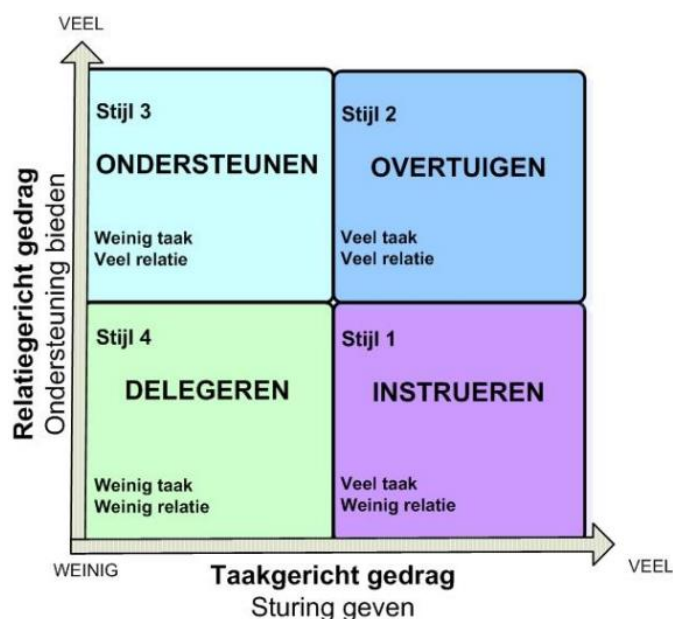 VEEL
Relatiegericht gedrag
Ondersteuning bieden
Stijl 3
ONDERSTEUNEN
Weinig taak
Veel relatie
Stijl 2
OVERTUIGEN
Veel taak
Veel relatie
Stijl 4
DELEGEREN
Weinig taak
Weinig relatie
Stijl 1
INSTRUEREN
Veel taak
Weinig relatie
WEINIG
Taakgericht gedrag
Sturing geven
VEEL